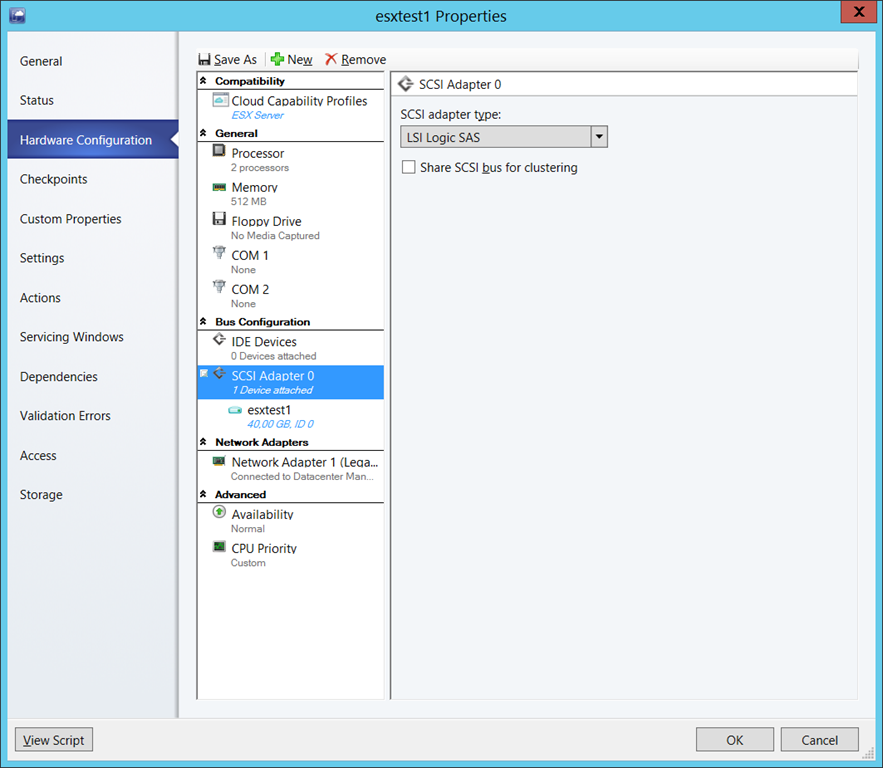 esxtest1 Properties
General
Status
Hardware Configuration
Checkpoints
Custom Properties
Settings
Actions
Servicing Windows
Dependencies
Validation Errors
Access
Storage
Save As New Remove
Compatibility
Cloud Capability Profiles
ESX Server
General
Processor
2 processors
Memory
512 MB
Floppy Drive
No Media Captured
COM 1
None
COM 2
None
Bus Configuration
IDE Devices
0 Devices attached
SCSI Adapter 0
1 Device attached
esxtest1
40,00 GB, ID 0
Network Adapters
Network Adapter 1 (Lega...
Connected to Datacenter Man...
Advanced
Availability
Normal
CPU Priority
Custom
SCSI Adapter 0
SCSI adapter type:
LSI Logic SAS
Share SCSI bus for clustering
View Script
OK
Cancel